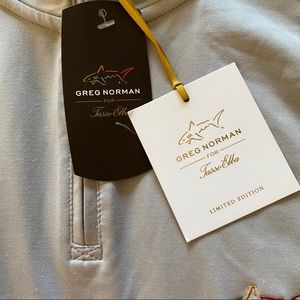 GREG NORMAN
FOR
Tasso Elba
GREG NORMAN
FOR
Tasso Elba
LIMITED EDITION